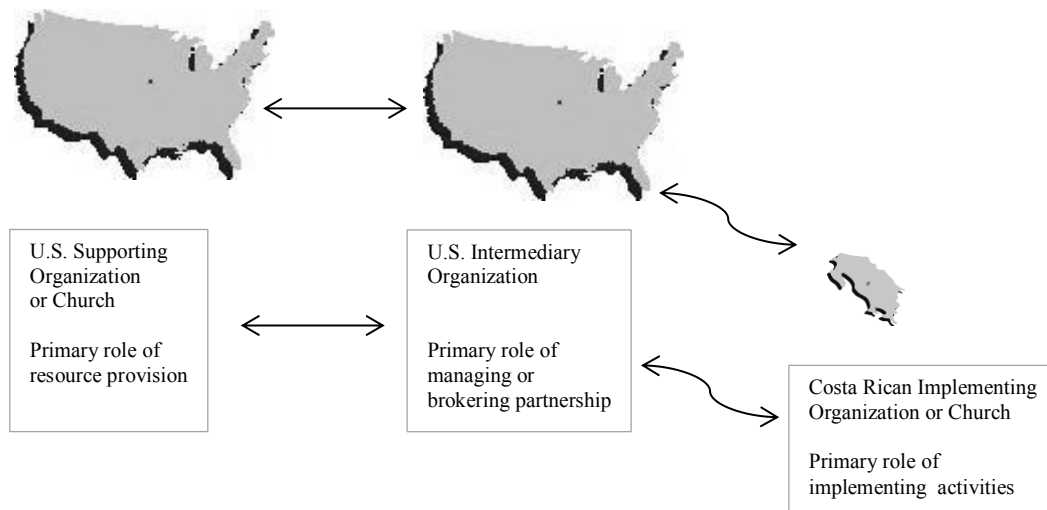 U.S. Supporting
Organization
or Church
Primary role of
resource provision
U.S. Intermediary
Organization
Primary role of
managing or
brokering partnership
Costa Rican Implementing
Organization or Church
Primary role of
implementing activities